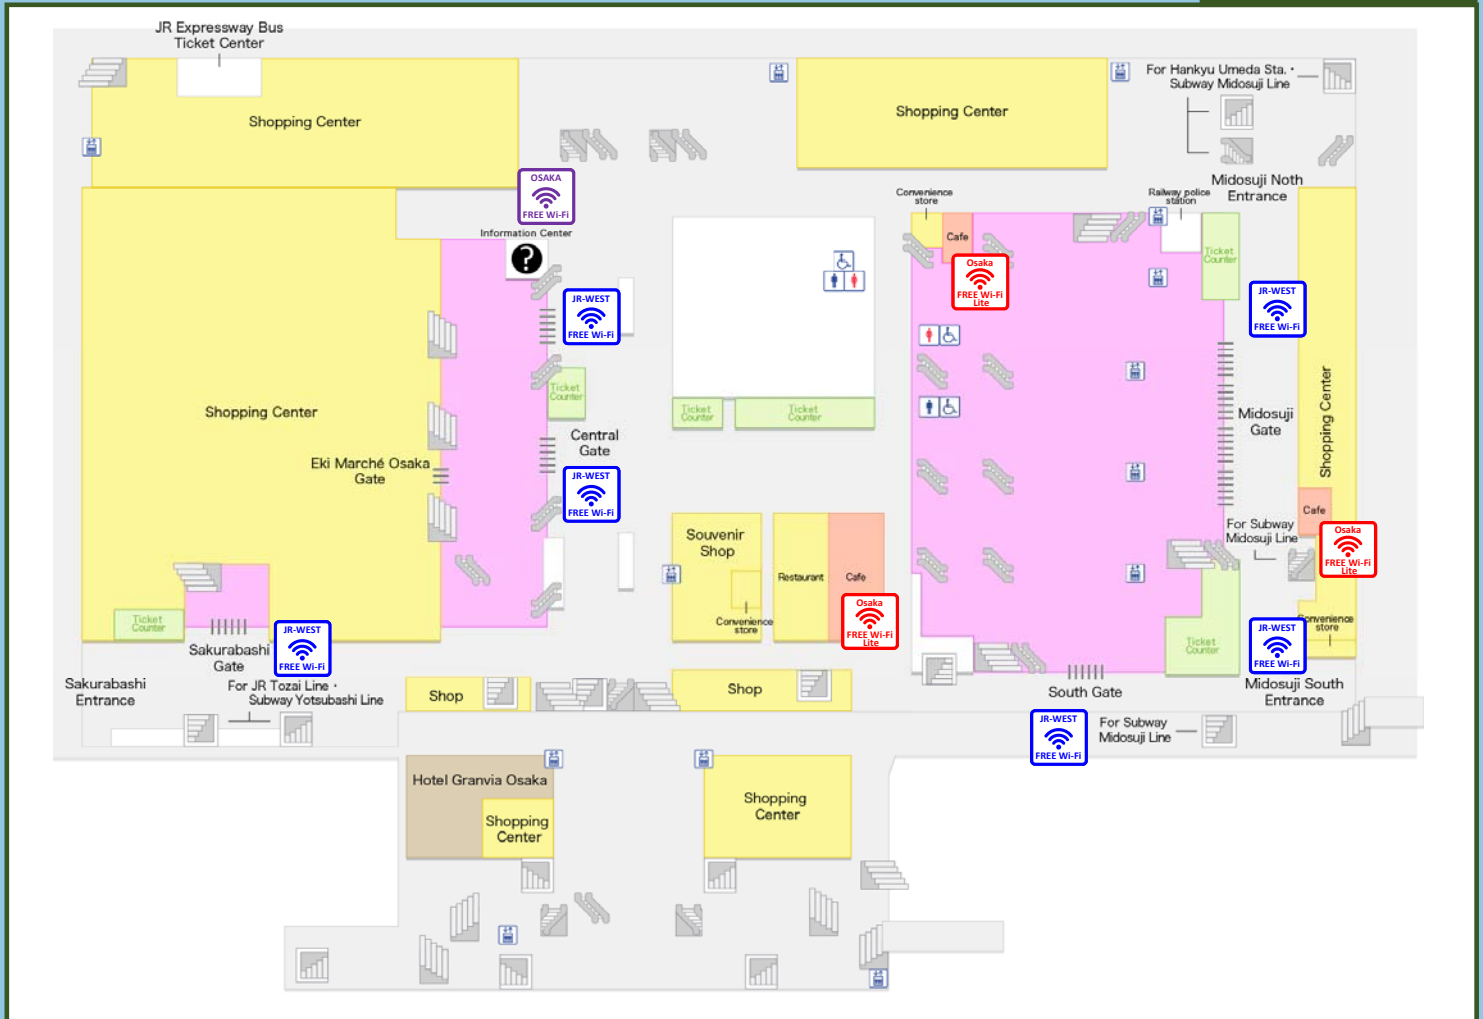 JR Expressway Bus
Ticket Center
For Hankyu Umeda Sta.・
Subway Midosuji Line
Shopping Center
Shopping Center
OSAKA
FREE Wi-Fi
Information Center
?
Convenience
store
Cafe
Osaka
FREE Wi-Fi
Lite
Railway police
station
Midosuji Noth
Entrance
Ticket
Counter
JR-WEST
FREE Wi-Fi
JR-WEST
FREE Wi-Fi
Ticket
Counter
Ticket
Counter
Ticket
Counter
Shopping Center
Central
Gate
Eki Marché Osaka
Gate
JR-WEST
FREE Wi-Fi
Midosuji
Gate
Shopping Center
Cafe
For Subway
Midosuji Line
Osaka
FREE Wi-Fi
Lite
Souvenir
Shop
Convenience
store
Restaurant
Cafe
Osaka
FREE Wi-Fi
Lite
Ticket
Counter
Sakurabashi
Gate
JR-WEST
FREE Wi-Fi
Ticket
Counter
JR-WEST
FREE Wi-Fi
Convenience
store
Sakurabashi
Entrance
For JR Tozai Line・
Subway Yotsubashi Line
Shop
Shop
South Gate
Midosuji South
Entrance
JR-WEST
FREE Wi-Fi
For Subway
Midosuji Line
Hotel Granvia Osaka
Shopping
Center
Shopping
Center